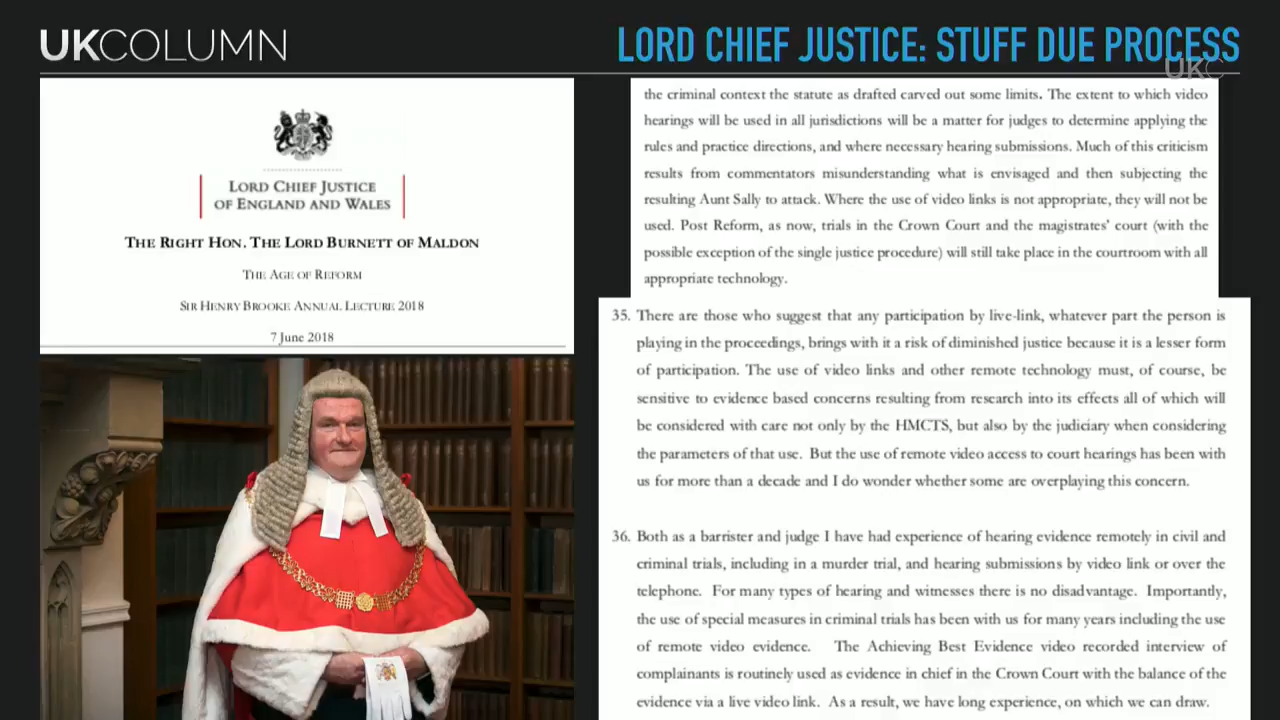 UKCOLUMN
LORD CHIEF JUSTICE: STUFF DUE PROCESS
UKC
LORD CHIEF JUSTICE
OF ENGLAND AND WALES
THE RIGHT HON. THE LORD BURNETT OF MALDON
THE AGE OF REFORM
SIR HENRY BROOKE ANNUAL LECTURE 2018
7 June 2018
the criminal context the statute as drafted carved out some limits. The extent to which video
hearings will be used in all jurisdictions will be a matter for judges to determine applying the
rules and practice directions, and where necessary hearing submissions. Much of this criticism
results from commentators misunderstanding what is envisaged and then subjecting the
resulting Aunt Sally to attack. Where the use of video links is not appropriate, they will not be
used. Post Reform, as now, trials in the Crown Court and the magistrates' court (with the
possible exception of the single justice procedure) will still take place in the courtroom with all
appropriate technology.
35. There are those who suggest that any participation by live-link, whatever part the person is
playing in the proceedings, brings with it a risk of diminished justice because it is a lesser form
of participation. The use of video links and other remote technology must, of course, be
sensitive to evidence based concerns resulting from research into its effects all of which will
be considered with care not only by the HMCTS, but also by the judiciary when considering
the parameters of that use. But the use of remote video access to court hearings has been with
us for more than a decade and I do wonder whether some are overplaying this concern.
36. Both as a barrister and judge I have had experience of hearing evidence remotely in civil and
criminal trials, including in a murder trial, and hearing submissions by video link or over the
telephone. For many types of hearing and witnesses there is no disadvantage. Importantly,
the use of special measures in criminal trials has been with us for many years including the use
of remote video evidence. The Achieving Best Evidence video recorded interview of
complainants is routinely used as evidence in chief in the Crown Court with the balance of the
evidence via a live video link. As a result, we have long experience, on which we can draw.